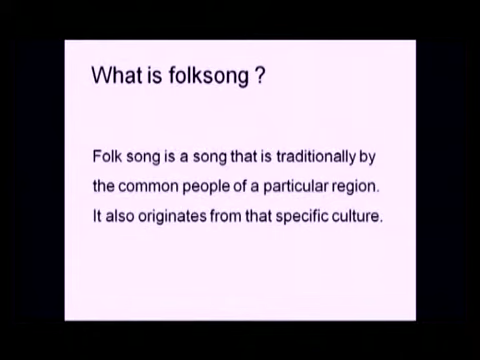 What is folksong ?
Folk song is a song that is traditionally by
the common people of a particular region.
It also originates from that specific culture.